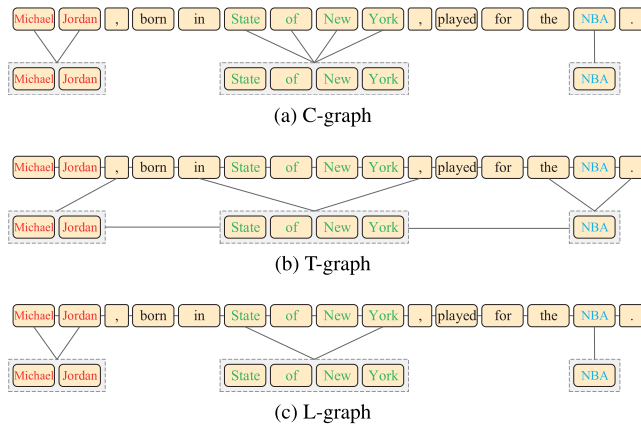 Michael Jordan , born in State of New York , played for the NBA .
Michael Jordan State of New York NBA
(a) C-graph
Michael Jordan , born in State of New York , played for the NBA .
Michael Jordan State of New York NBA
(b) T-graph
Michael Jordan , born in State of New York , played for the NBA .
Michael Jordan State of New York NBA
(c) L-graph